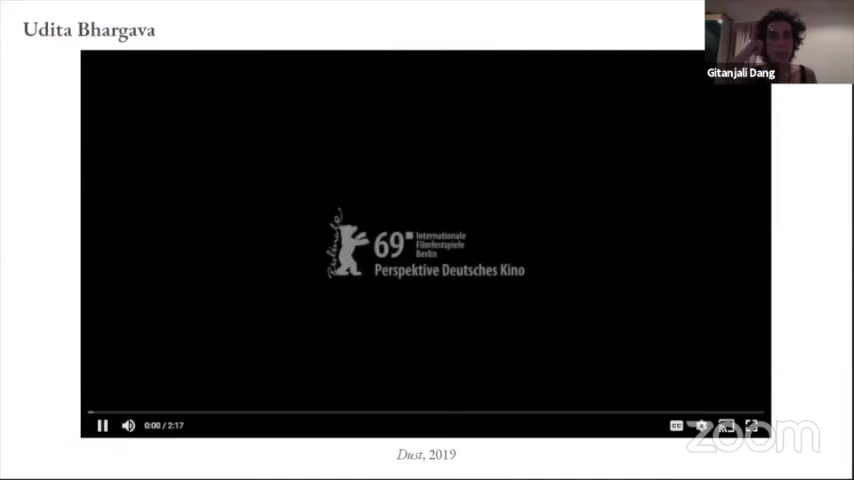 Udita Bhargava
Gitanjali Dang
Berlinale
69
Internationale
Filmfestspiele
Berlin
Perspektive Deutsches Kino
0:00 / 2:17
CC
zoom
Dust, 2019